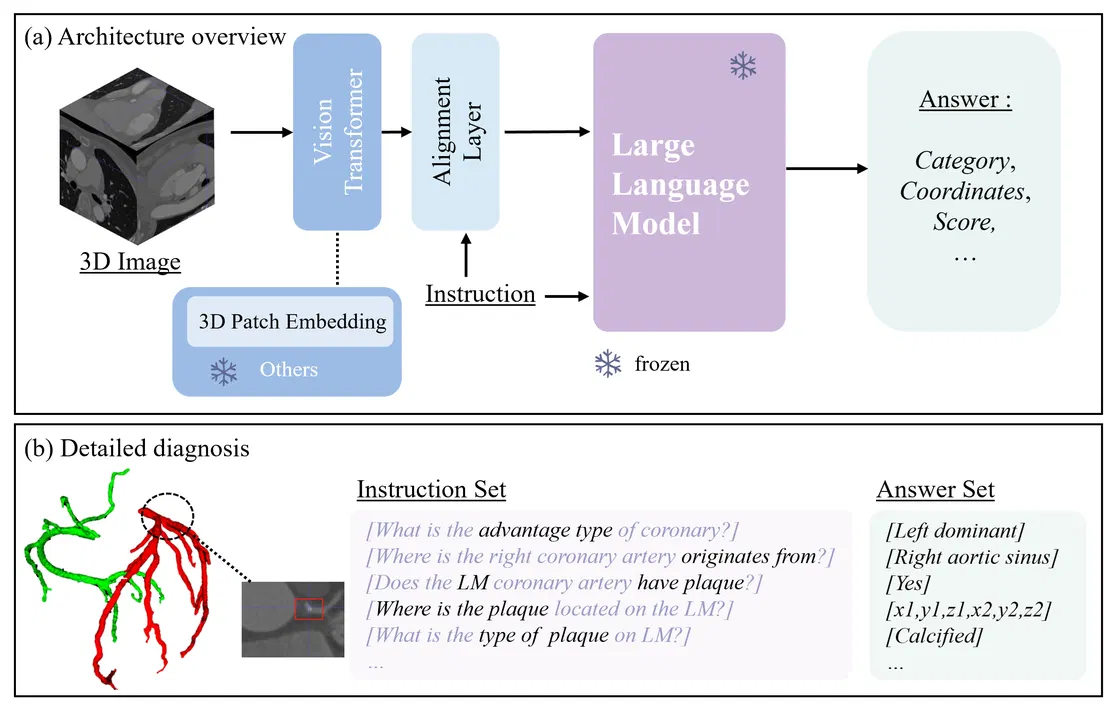 (a) Architecture overview
3D Image
Vision
Transformer
Alignment
Layer
3D Patch Embedding
Others
Instruction
Large
Language
Model
frozen
Answer :
Category,
Coordinates,
Score,
…
(b) Detailed diagnosis
Instruction Set
[What is the advantage type of coronary?]
[Where is the right coronary artery originates from?]
[Does the LM coronary artery have plaque?]
[Where is the plaque located on the LM?]
[What is the type of plaque on LM?]
…
Answer Set
[Left dominant]
[Right aortic sinus]
[Yes]
[x1,y1,z1,x2,y2,z2]
[Calcified]
…